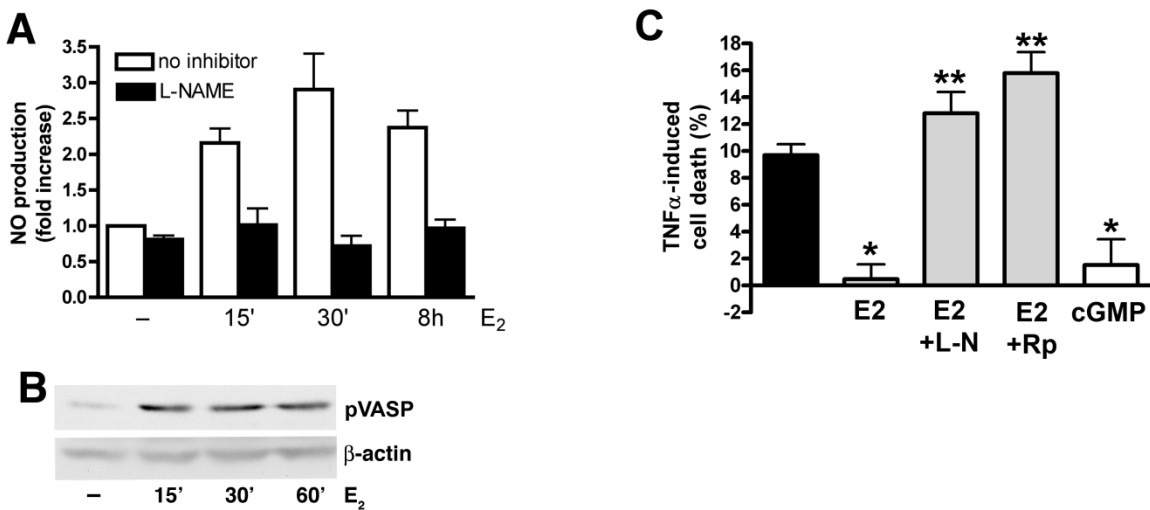 A
NO production
(fold increase)
3.5
3.0
2.5
2.0
1.5
1.0
0.5
0.0
no inhibitor
L-NAME
– 15' 30' 8h E₂
B
pVASP
β-actin
– 15’ 30’ 60’ E₂
C
TNFα-induced
cell death (%)
18
16
14
12
10
8
6
4
2
0
-2
*
**
**
*
E2 E2 E2 cGMP
+L-N +Rp